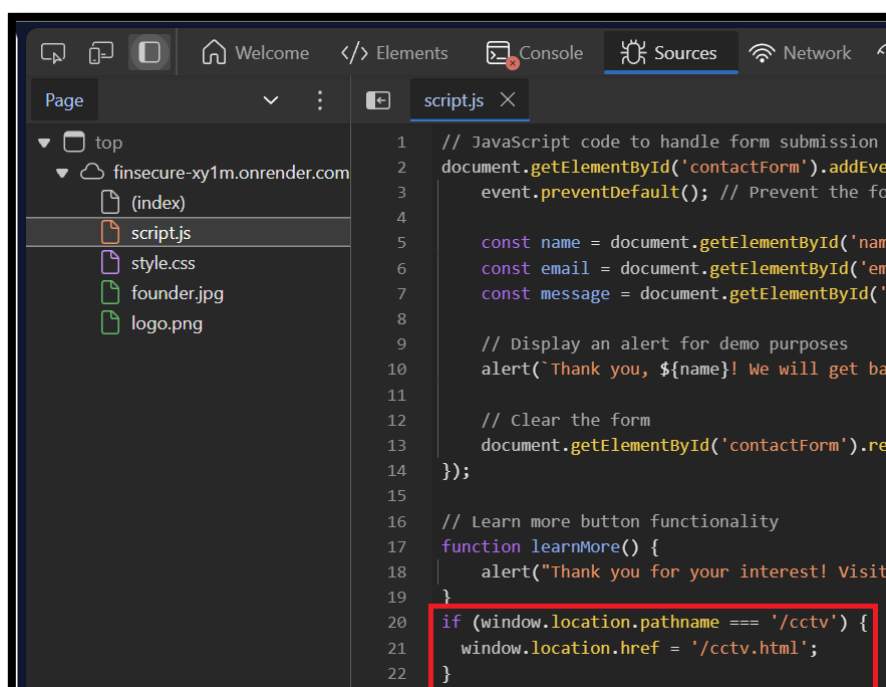 Welcome </> Elements Console Sources Network
Page
script.js
top
finsecure-xy1m.onrender.com
(index)
script.js
style.css
founder.jpg
logo.png
1 // JavaScript code to handle form submission
2 document.getElementById('contactForm').addEve
3 event.preventDefault(); // Prevent the fo
4
5 const name = document.getElementById('nam
6 const email = document.getElementById('em
7 const message = document.getElementById('
8
9 // Display an alert for demo purposes
10 alert(`Thank you, ${name}! We will get ba
11
12 // Clear the form
13 document.getElementById('contactForm').re
14 });
15
16 // Learn more button functionality
17 function learnMore() {
18 alert("Thank you for your interest! Visit
19 }
20 if (window.location.pathname === '/cctv') {
21 window.location.href = '/cctv.html';
22 }